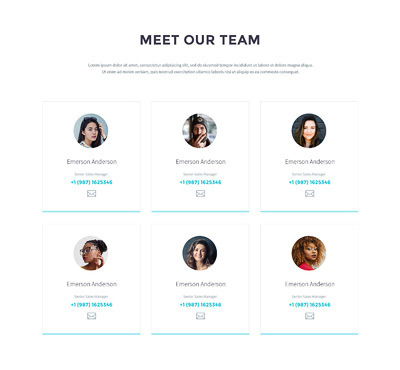 MEET OUR TEAM
Lorem ipsum dolor sit amet, consectetur adipiscing elit, sed do eiusmod tempor incididunt ut labore et dolore magna aliqua.
Ut enim ad minim veniam, quis nostrud exercitation ullamco laboris nisi ut aliquip ex ea commodo consequat.
Emerson Anderson
Senior Sales Manager
+1 (987) 1625346
Emerson Anderson
Senior Sales Manager
+1 (987) 1625346
Emerson Anderson
Senior Sales Manager
+1 (987) 1625346
Emerson Anderson
Senior Sales Manager
+1 (987) 1625346
Emerson Anderson
Senior Sales Manager
+1 (987) 1625346
Emerson Anderson
Senior Sales Manager
+1 (987) 1625346